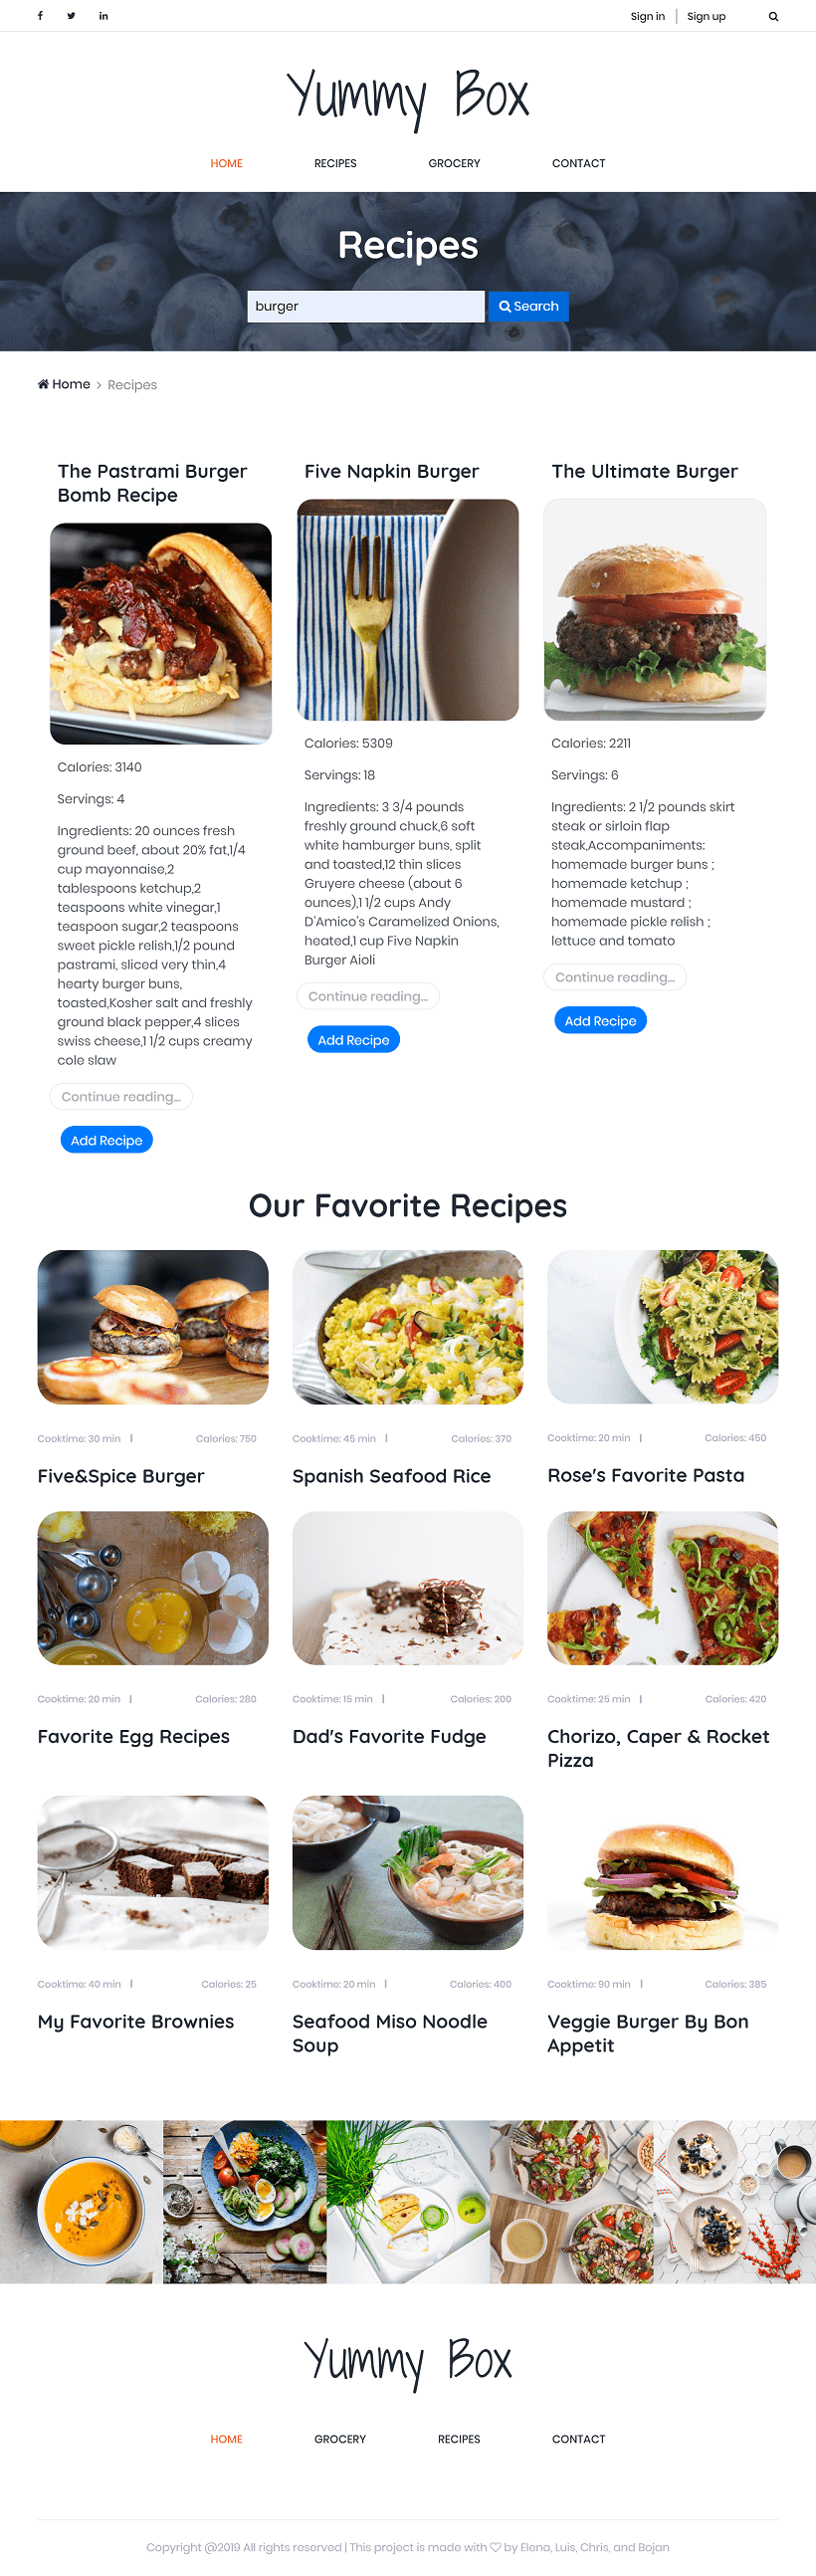 Sign in | Sign up
Yummy Box
HOME RECIPES GROCERY CONTACT
Recipes
burger Search
Home > Recipes
The Pastrami Burger
Bomb Recipe
Calories: 3140
Servings: 4
Ingredients: 20 ounces fresh
ground beef, about 20% fat,1/4
cup mayonnaise,2
tablespoons ketchup,2
teaspoons white vinegar,1
teaspoon sugar,2 teaspoons
sweet pickle relish,1/2 pound
pastrami, sliced very thin,4
hearty burger buns,
toasted,Kosher salt and freshly
ground black pepper,4 slices
swiss cheese,1 1/2 cups creamy
cole slaw
Continue reading...
Add Recipe
Five Napkin Burger
Calories: 5309
Servings: 18
Ingredients: 3 3/4 pounds
freshly ground chuck,6 soft
white hamburger buns, split
and toasted,12 thin slices
Gruyere cheese (about 6
ounces),1 1/2 cups Andy
D'Amico's Caramelized Onions,
heated,1 cup Five Napkin
Burger Aioli
Continue reading...
Add Recipe
The Ultimate Burger
Calories: 2211
Servings: 6
Ingredients: 2 1/2 pounds skirt
steak or sirloin flap
steak,Accompaniments:
homemade burger buns ;
homemade ketchup ;
homemade mustard ;
homemade pickle relish ;
lettuce and tomato
Continue reading...
Add Recipe
Our Favorite Recipes
Cooktime: 30 min | Calories: 750
Five&Spice Burger
Cooktime: 45 min | Calories: 370
Spanish Seafood Rice
Cooktime: 20 min | Calories: 450
Rose's Favorite Pasta
Cooktime: 20 min | Calories: 280
Favorite Egg Recipes
Cooktime: 15 min | Calories: 200
Dad's Favorite Fudge
Cooktime: 25 min | Calories: 420
Chorizo, Caper & Rocket
Pizza
Cooktime: 40 min | Calories: 25
My Favorite Brownies
Cooktime: 20 min | Calories: 400
Seafood Miso Noodle
Soup
Cooktime: 90 min | Calories: 385
Veggie Burger By Bon
Appetit
Yummy Box
HOME GROCERY RECIPES CONTACT
Copyright @2019 All rights reserved | This project is made with ♡ by Elena, Luis, Chris, and Bojan